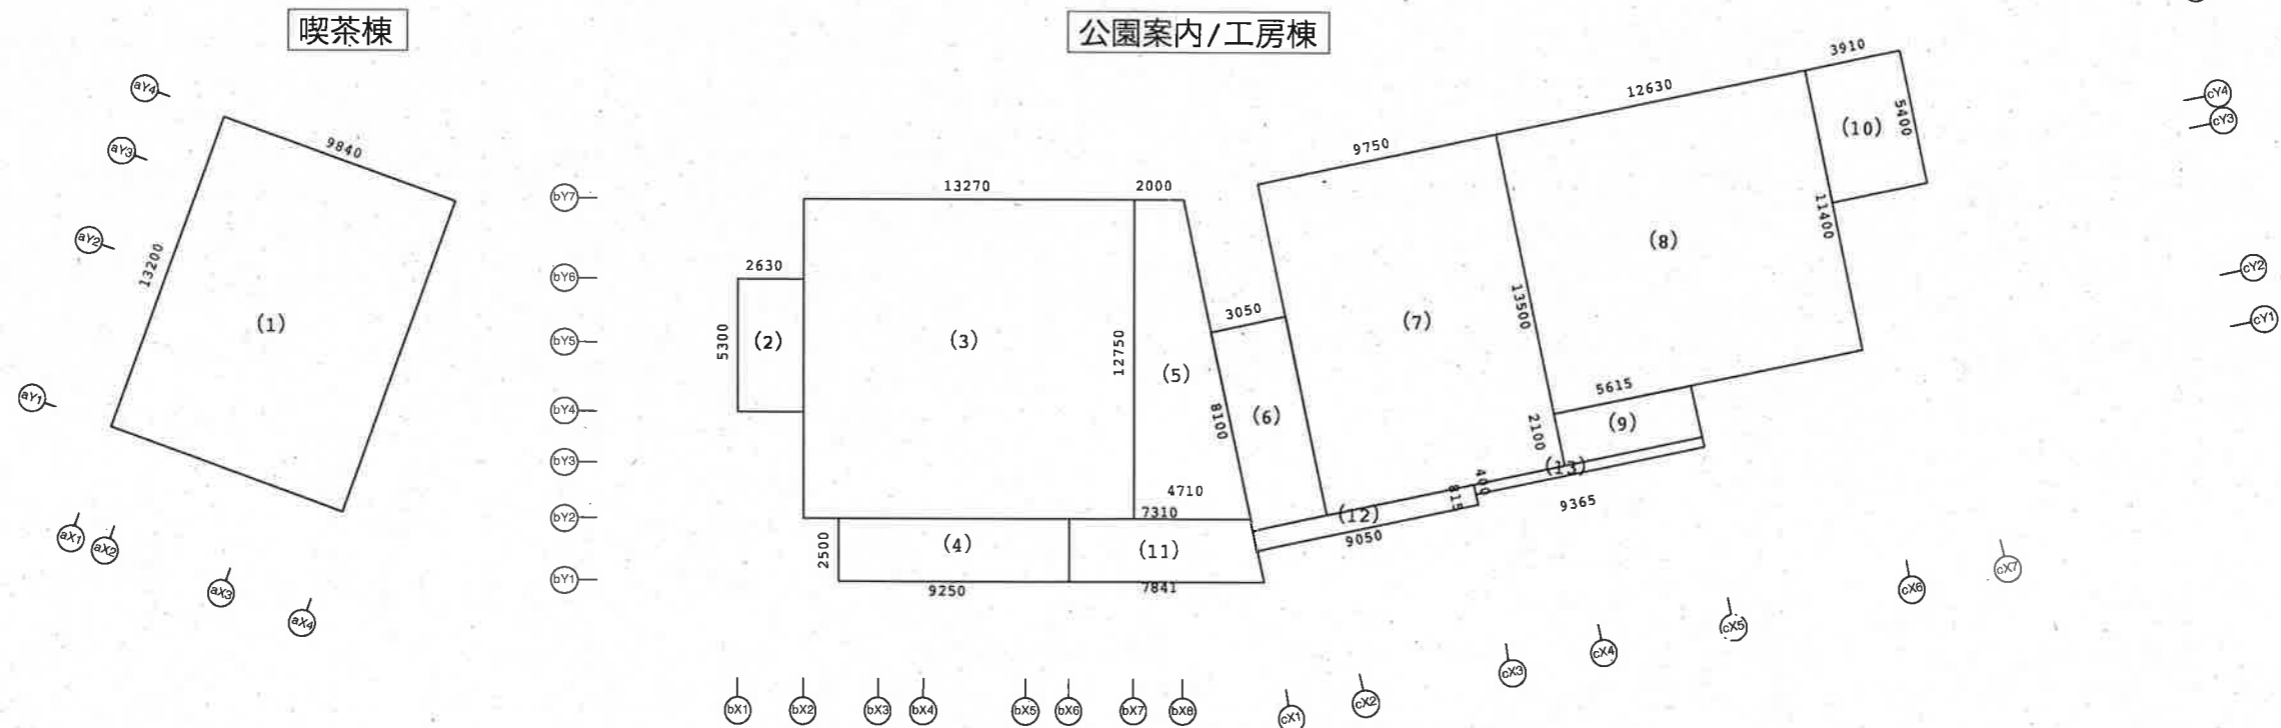 喫茶棟
公園案内/工房棟
3910
12630
9750
5400
(10)
9840
13200
(1)
13270
2000
2630
5300
(2)
(3)
12750
(5)
8100
3050
(6)
(7)
13500
(8)
11400
5615
2100
(9)
(13)
400
815
9365
(12)
9050
4710
7310
2500
(4)
(11)
9250
7841
aY4
aY3
aY2
aY1
aX1
aX2
aX3
aX4
bY7
bY6
bY5
bY4
bY3
bY2
bY1
bX1
bX2
bX3
bX4
bX5
bX6
bX7
bX8
cX1
cX2
cX3
cX4
cX5
cX6
cX7
cY4
cY3
cY2
cY1